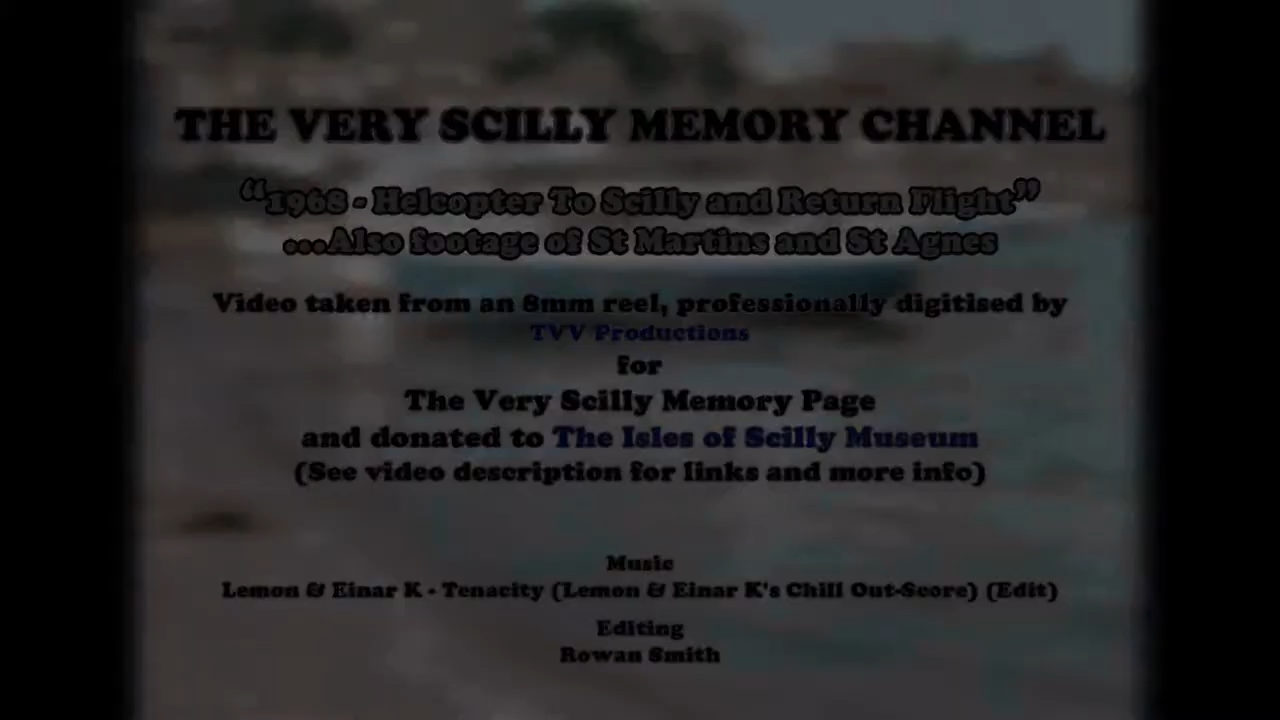 THE VERY SCILLY MEMORY CHANNEL
“1968 - Helcopter To Scilly and Return Flight”
...Also footage of St Martins and St Agnes
Video taken from an 8mm reel, professionally digitised by
TVV Productions
for
The Very Scilly Memory Page
and donated to The Isles of Scilly Museum
(See video description for links and more info)
Music
Lemon & Einar K - Tenacity (Lemon & Einar K's Chill Out-Score) (Edit)
Editing
Rowan Smith